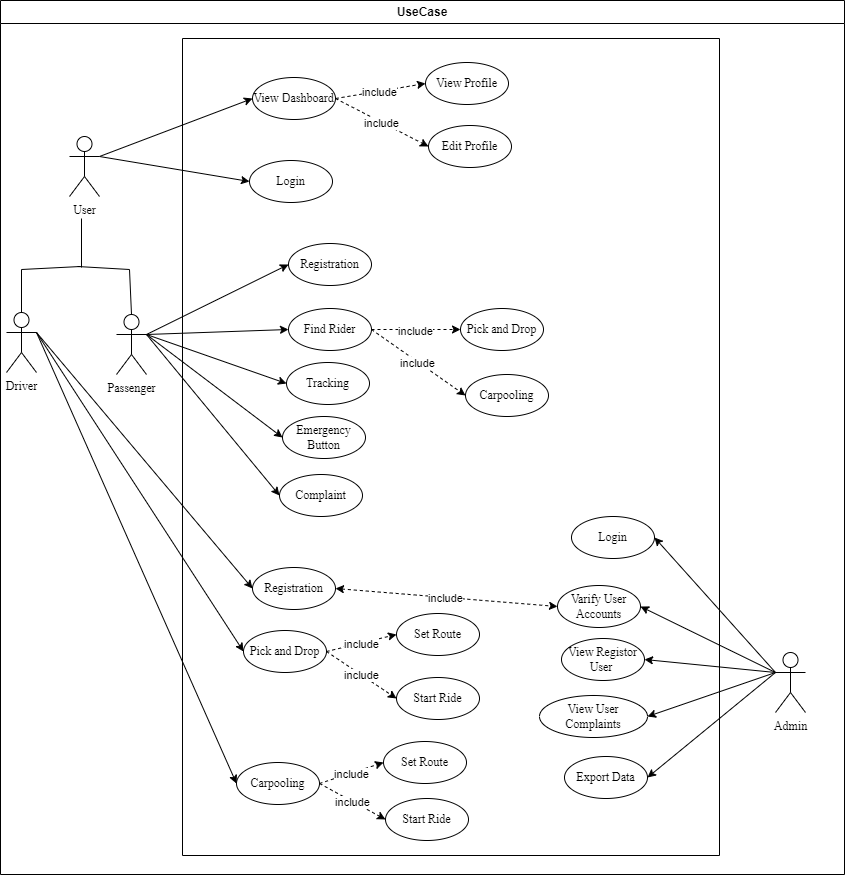 UseCase
View Dashboard
include
View Profile
include
Edit Profile
Login
User
Registration
Find Rider
include
Pick and Drop
include
Carpooling
Tracking
Driver
Passenger
Emergency
Button
Complaint
Login
Registration
include
Varify User
Accounts
Pick and Drop
include
Set Route
include
Start Ride
View Registor
User
View User
Complaints
Admin
Carpooling
include
Set Route
include
Start Ride
Export Data